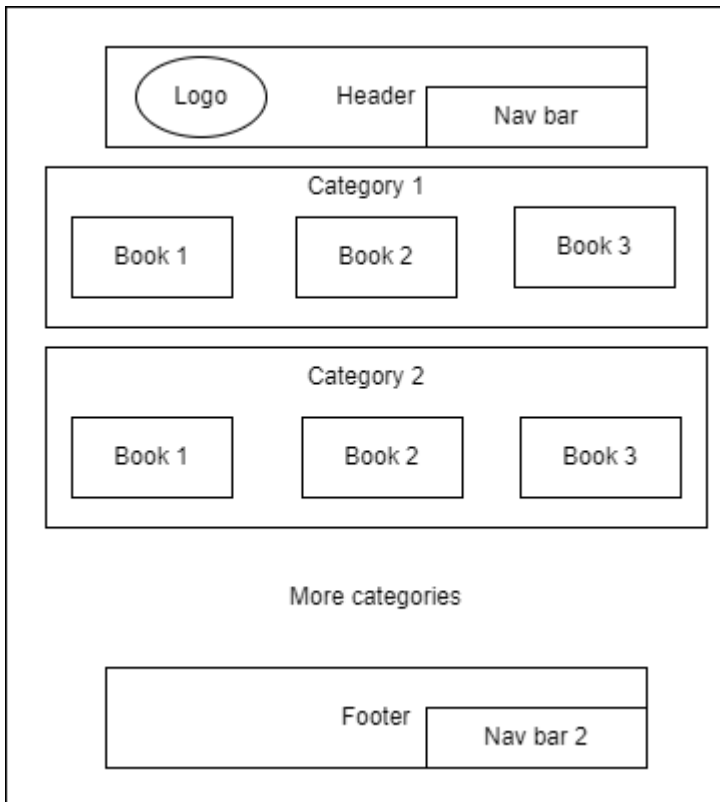 Logo
Header
Nav bar
Category 1
Book 1
Book 2
Book 3
Category 2
Book 1
Book 2
Book 3
More categories
Footer
Nav bar 2